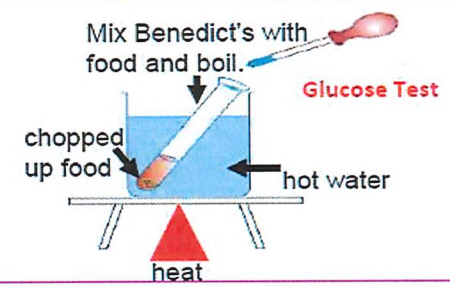 Mix Benedict's with
food and boil.
Glucose Test
chopped
up food
hot water
heat